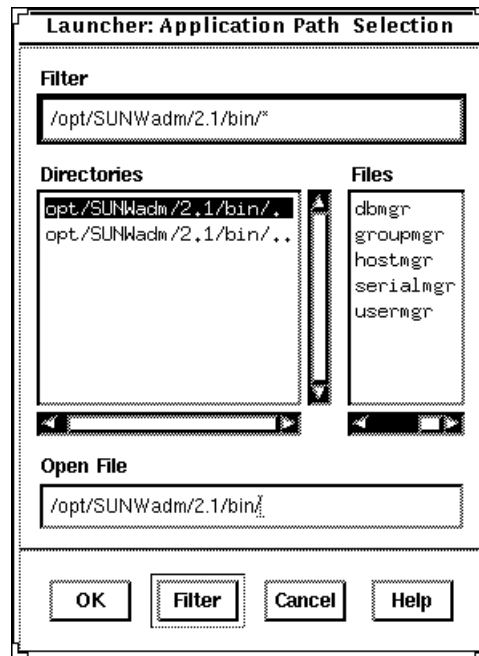 Launcher: Application Path Selection
Filter
/opt/SUNWadm/2.1/bin/*
Directories
opt/SUNWadm/2.1/bin/.
opt/SUNWadm/2.1/bin/..
Files
dbmgr
groupmgr
hostmgr
serialmgr
usermgr
Open File
/opt/SUNWadm/2.1/bin/
OK
Filter
Cancel
Help